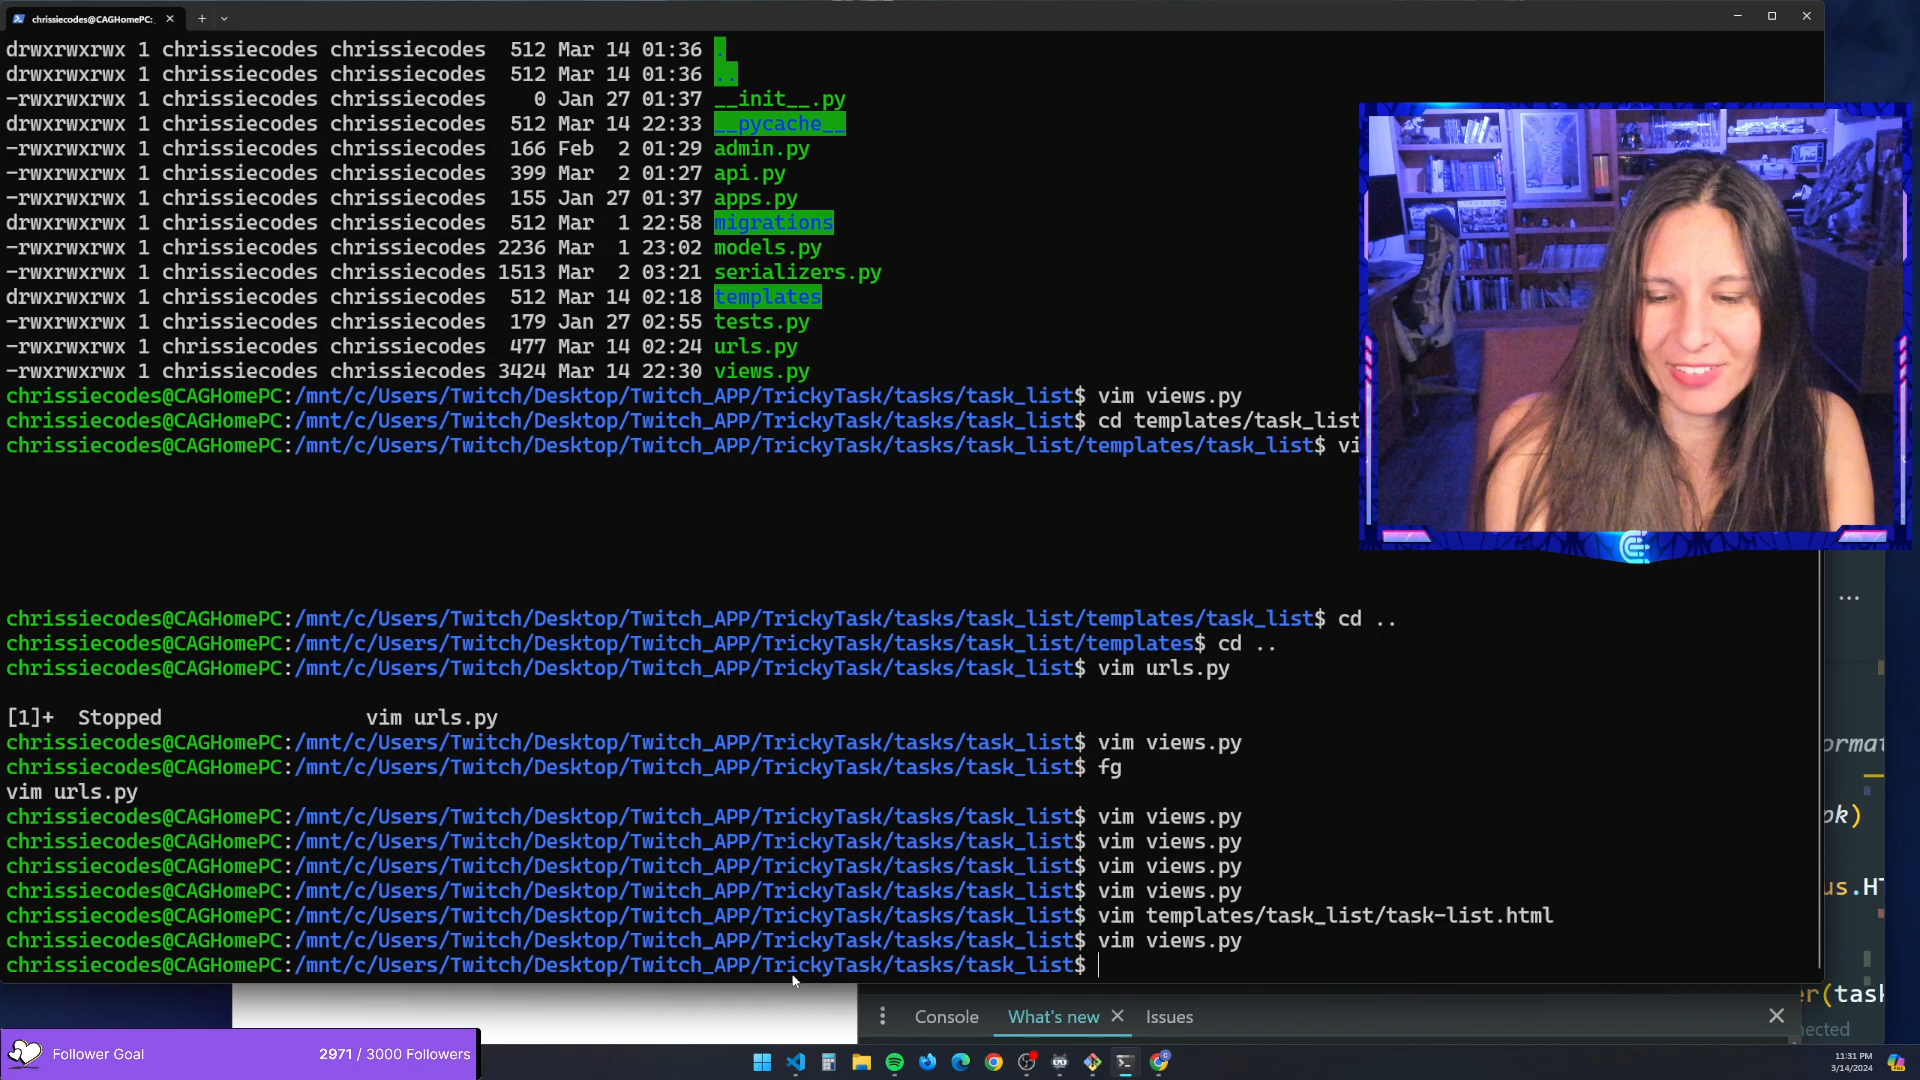 chrissiecodes@CAGHomePC:
drwxrwxrwx 1 chrissiecodes chrissiecodes  512 Mar 14 01:36 .
drwxrwxrwx 1 chrissiecodes chrissiecodes  512 Mar 14 01:36 ..
-rwxrwxrwx 1 chrissiecodes chrissiecodes    0 Jan 27 01:37 __init__.py
drwxrwxrwx 1 chrissiecodes chrissiecodes  512 Mar 14 22:33 __pycache__
-rwxrwxrwx 1 chrissiecodes chrissiecodes  166 Feb  2 01:29 admin.py
-rwxrwxrwx 1 chrissiecodes chrissiecodes  399 Mar  2 01:27 api.py
-rwxrwxrwx 1 chrissiecodes chrissiecodes  155 Jan 27 01:37 apps.py
drwxrwxrwx 1 chrissiecodes chrissiecodes  512 Mar  1 22:58 migrations
-rwxrwxrwx 1 chrissiecodes chrissiecodes 2236 Mar  1 23:02 models.py
-rwxrwxrwx 1 chrissiecodes chrissiecodes 1513 Mar  2 03:21 serializers.py
drwxrwxrwx 1 chrissiecodes chrissiecodes  512 Mar 14 02:18 templates
-rwxrwxrwx 1 chrissiecodes chrissiecodes  179 Jan 27 02:55 tests.py
-rwxrwxrwx 1 chrissiecodes chrissiecodes  477 Mar 14 02:24 urls.py
-rwxrwxrwx 1 chrissiecodes chrissiecodes 3424 Mar 14 22:30 views.py
chrissiecodes@CAGHomePC:/mnt/c/Users/Twitch/Desktop/Twitch_APP/TrickyTask/tasks/task_list$ vim views.py
chrissiecodes@CAGHomePC:/mnt/c/Users/Twitch/Desktop/Twitch_APP/TrickyTask/tasks/task_list$ cd templates/task_list
chrissiecodes@CAGHomePC:/mnt/c/Users/Twitch/Desktop/Twitch_APP/TrickyTask/tasks/task_list/templates/task_list$ vi
chrissiecodes@CAGHomePC:/mnt/c/Users/Twitch/Desktop/Twitch_APP/TrickyTask/tasks/task_list/templates/task_list$ cd ..
chrissiecodes@CAGHomePC:/mnt/c/Users/Twitch/Desktop/Twitch_APP/TrickyTask/tasks/task_list/templates$ cd ..
chrissiecodes@CAGHomePC:/mnt/c/Users/Twitch/Desktop/Twitch_APP/TrickyTask/tasks/task_list$ vim urls.py
[1]+  Stopped                 vim urls.py
chrissiecodes@CAGHomePC:/mnt/c/Users/Twitch/Desktop/Twitch_APP/TrickyTask/tasks/task_list$ vim views.py
chrissiecodes@CAGHomePC:/mnt/c/Users/Twitch/Desktop/Twitch_APP/TrickyTask/tasks/task_list$ fg
vim urls.py
chrissiecodes@CAGHomePC:/mnt/c/Users/Twitch/Desktop/Twitch_APP/TrickyTask/tasks/task_list$ vim views.py
chrissiecodes@CAGHomePC:/mnt/c/Users/Twitch/Desktop/Twitch_APP/TrickyTask/tasks/task_list$ vim views.py
chrissiecodes@CAGHomePC:/mnt/c/Users/Twitch/Desktop/Twitch_APP/TrickyTask/tasks/task_list$ vim views.py
chrissiecodes@CAGHomePC:/mnt/c/Users/Twitch/Desktop/Twitch_APP/TrickyTask/tasks/task_list$ vim views.py
chrissiecodes@CAGHomePC:/mnt/c/Users/Twitch/Desktop/Twitch_APP/TrickyTask/tasks/task_list$ vim templates/task_list/task-list.html
chrissiecodes@CAGHomePC:/mnt/c/Users/Twitch/Desktop/Twitch_APP/TrickyTask/tasks/task_list$ vim views.py
chrissiecodes@CAGHomePC:/mnt/c/Users/Twitch/Desktop/Twitch_APP/TrickyTask/tasks/task_list$
pk)
us.HT
er(task
nected
Console What's new Issues
Follower Goal 2971 / 3000 Followers
11:31 PM
3/14/2024